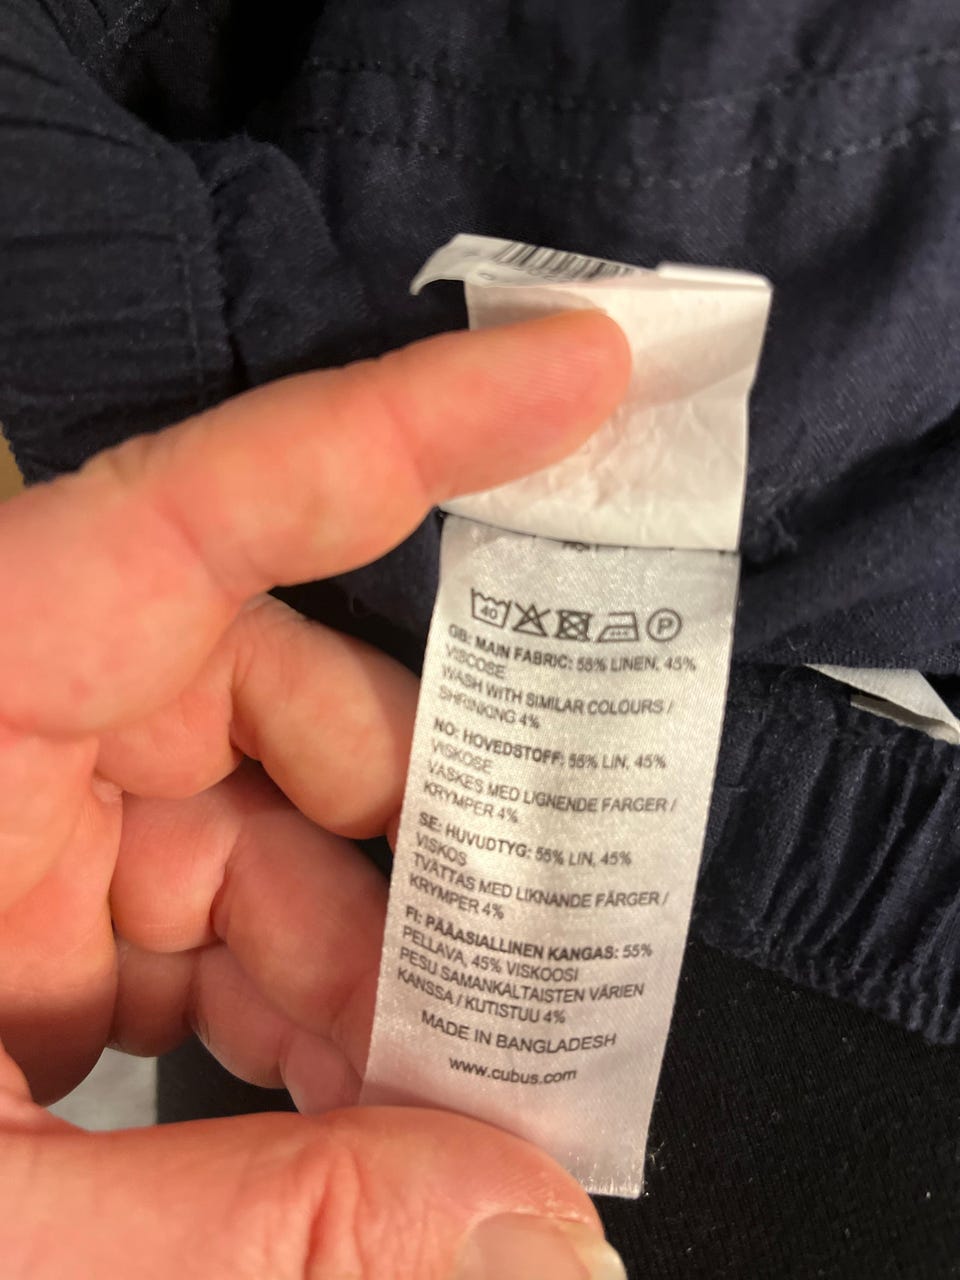 40
P
GB: MAIN FABRIC: 55% LINEN, 45%
VISCOSE
WASH WITH SIMILAR COLOURS /
SHRINKING 4%
NO: HOVEDSTOFF: 55% LIN, 45%
VISKOSE
VASKES MED LIGNENDE FARGER /
KRYMPER 4%
SE: HUVUDTYG: 55% LIN, 45%
VISKOS
TVÄTTAS MED LIKNANDE FÄRGER /
KRYMPER 4%
FI: PÄÄASIALLINEN KANGAS: 55%
PELLAVA, 45% VISKOOSI
PESU SAMANKALTAISTEN VÄRIEN
KANSSA / KUTISTUU 4%
MADE IN BANGLADESH
www.cubus.com